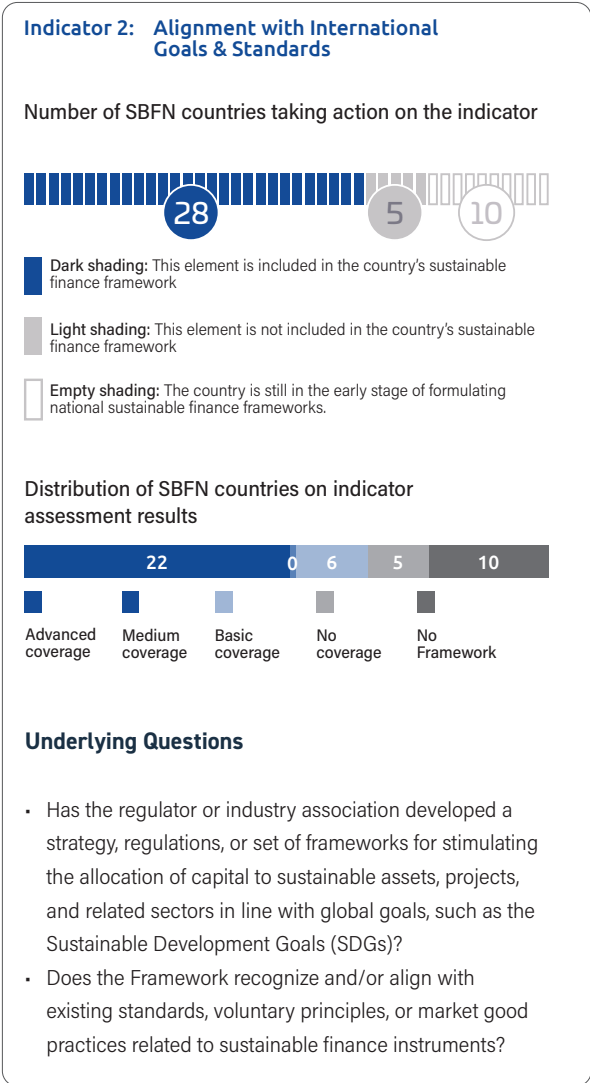 Indicator 2: Alignment with International
Goals & Standards
Number of SBFN countries taking action on the indicator
28 5 10
Dark shading: This element is included in the country's sustainable
finance framework
Light shading: This element is not included in the country's sustainable
finance framework
Empty shading: The country is still in the early stage of formulating
national sustainable finance frameworks.
Distribution of SBFN countries on indicator
assessment results
22 0 6 5 10
Advanced coverage
Medium coverage
Basic coverage
No coverage
No Framework
Underlying Questions
• Has the regulator or industry association developed a
strategy, regulations, or set of frameworks for stimulating
the allocation of capital to sustainable assets, projects,
and related sectors in line with global goals, such as the
Sustainable Development Goals (SDGs)?
• Does the Framework recognize and/or align with
existing standards, voluntary principles, or market good
practices related to sustainable finance instruments?